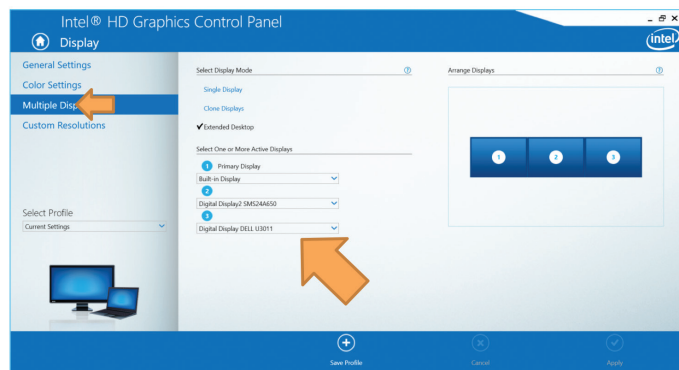 Intel® HD Graphics Control Panel
Display
intel
General Settings
Color Settings
Multiple Disp
Custom Resolutions
Select Profile
Current Settings
Select Display Mode
Single Display
Clone Displays
✔Extended Desktop
Select One or More Active Displays
1 Primary Display
Built-in Display
2
Digital Display2 SMS24A650
3
Digital Display DELL U3011
Arrange Displays
1 2 3
Save Profile
Cancel
Apply